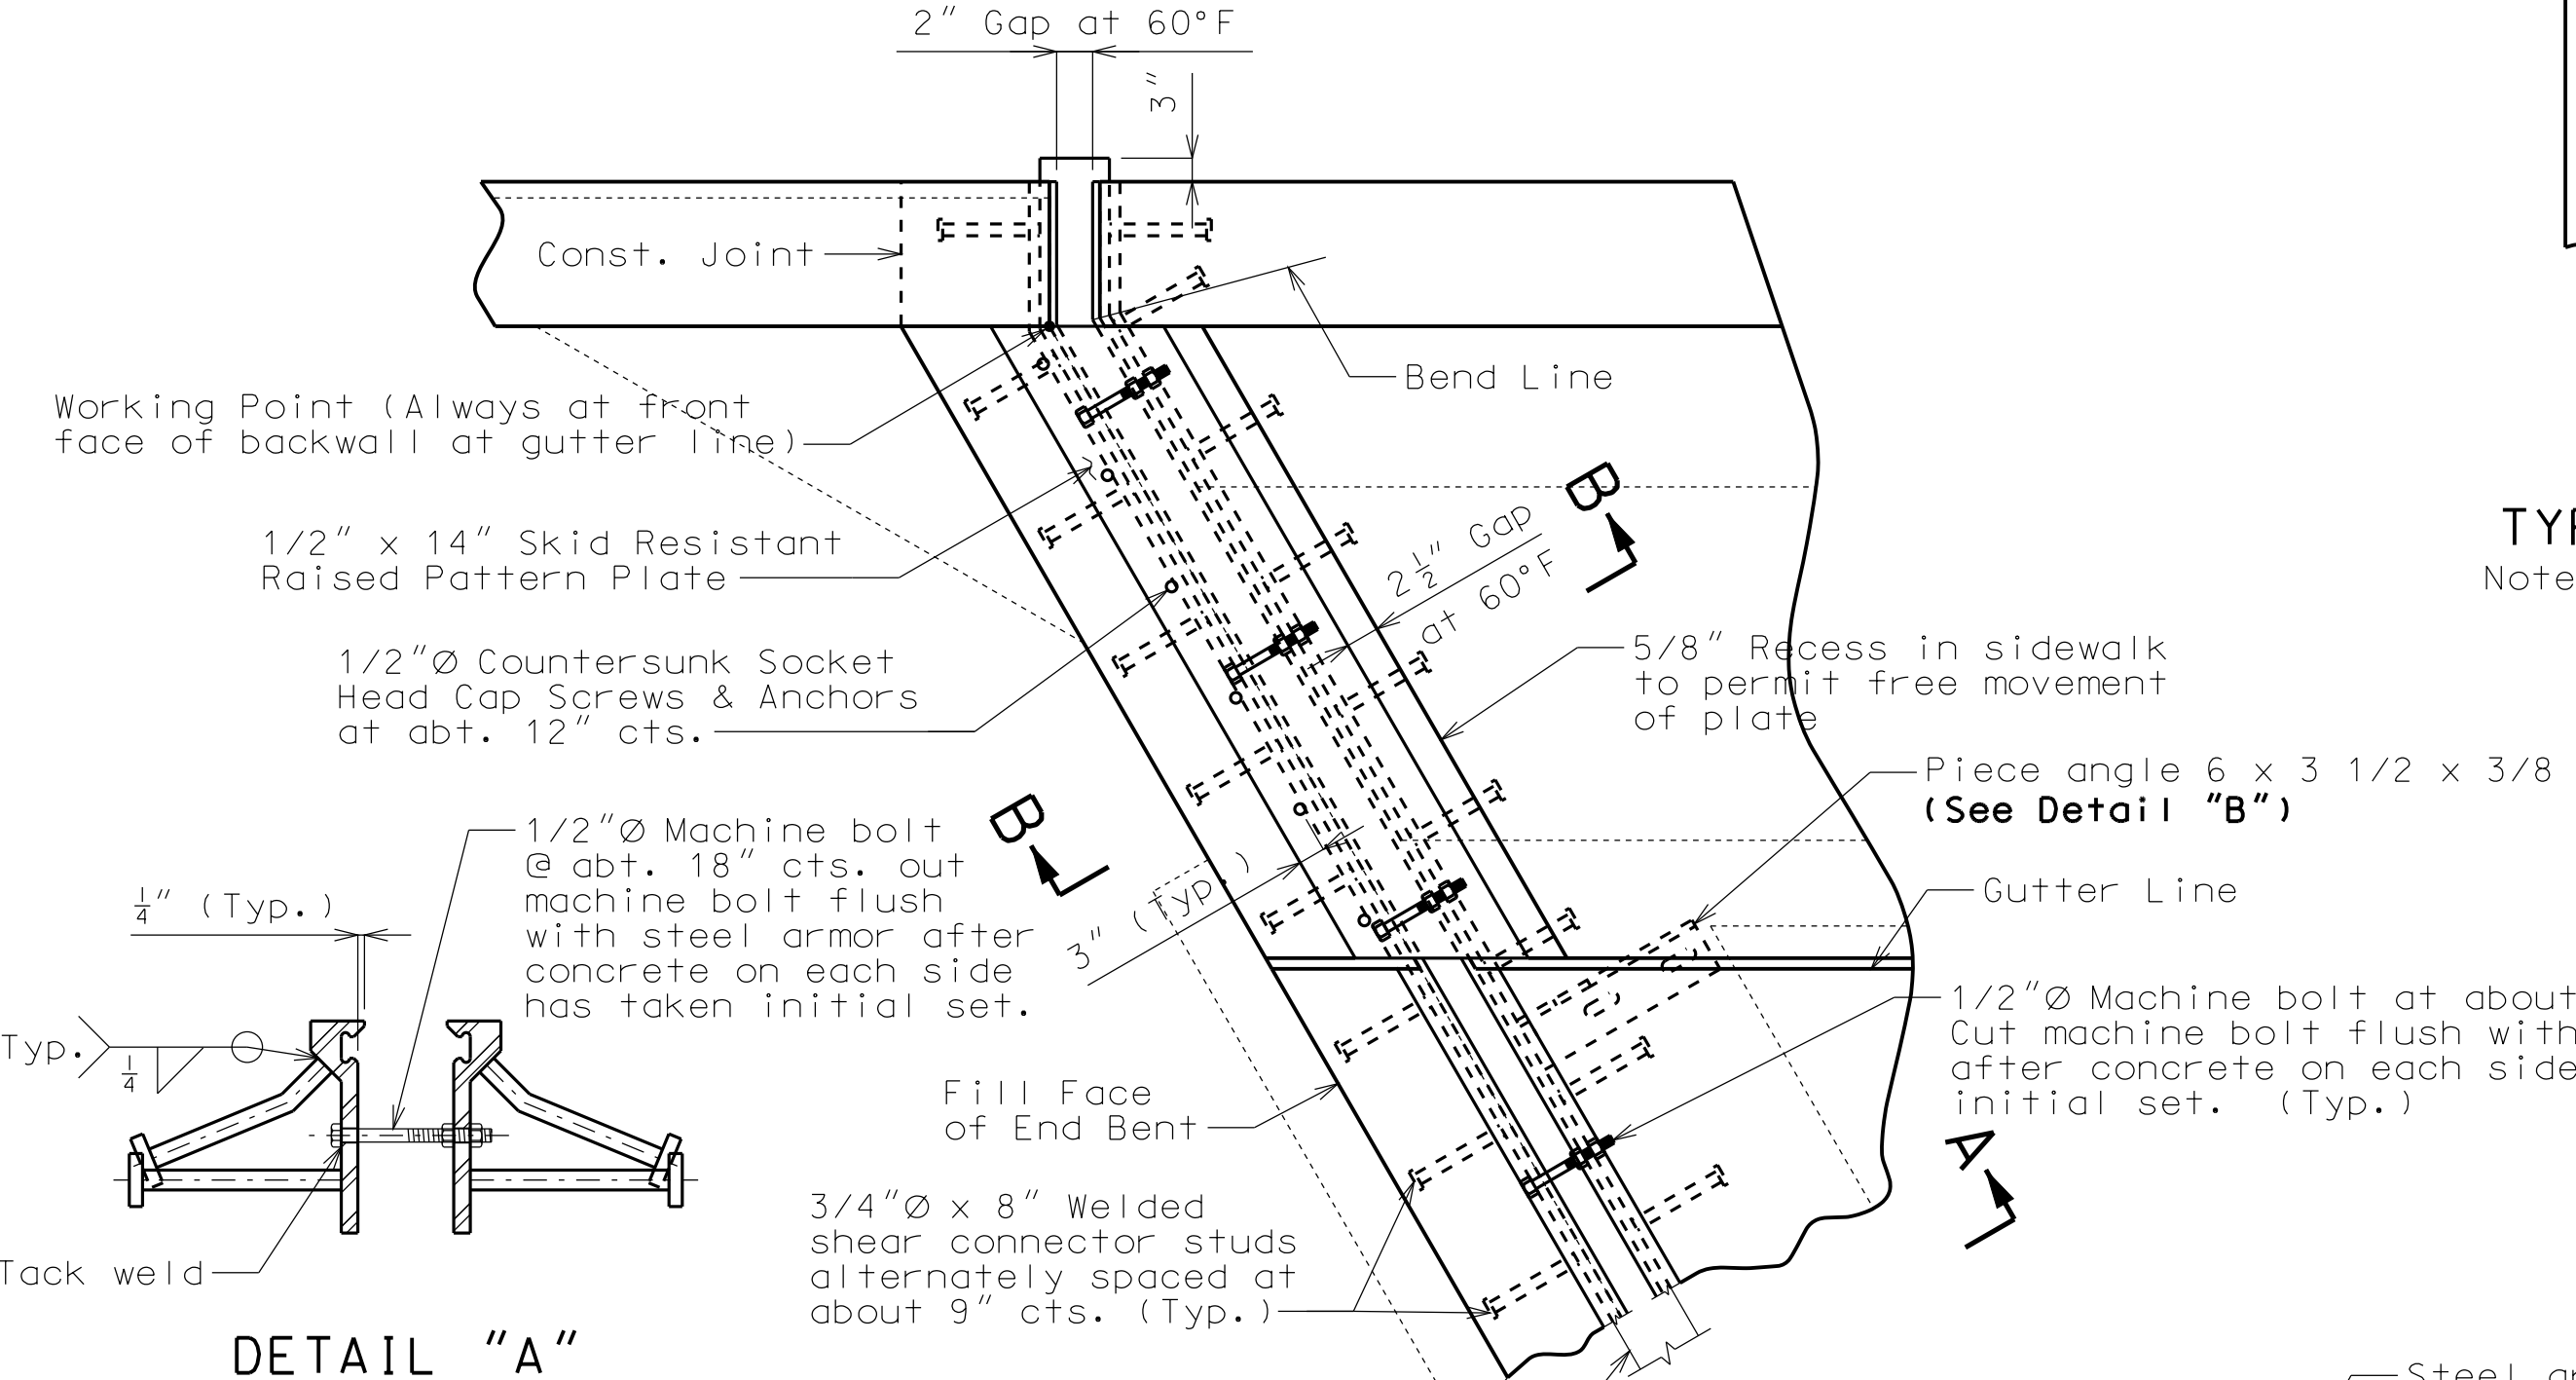 2" Gap at 60°F
3"
Const. Joint
Bend Line
Working Point (Always at front
face of backwall at gutter line)
1/2" x 14" Skid Resistant
Raised Pattern Plate
B
2 1/2" Gap
at 60°F
TYP
Note
1/2"Ø Countersunk Socket
Head Cap Screws & Anchors
at abt. 12" cts.
5/8" Recess in sidewalk
to permit free movement
of plate
Piece angle 6 x 3 1/2 x 3/8
(See Detail "B")
B
1/2"Ø Machine bolt
@ abt. 18" cts. out
machine bolt flush
with steel armor after
concrete on each side
has taken initial set.
1/4" (Typ.)
3" (Typ.)
Gutter Line
1/2"Ø Machine bolt at about
Cut machine bolt flush with
after concrete on each side
initial set. (Typ.)
Typ.
1/4
Fill Face
of End Bent
A
3/4"Ø x 8" Welded
shear connector studs
alternately spaced at
about 9" cts. (Typ.)
Tack weld
DETAIL "A"
Steel